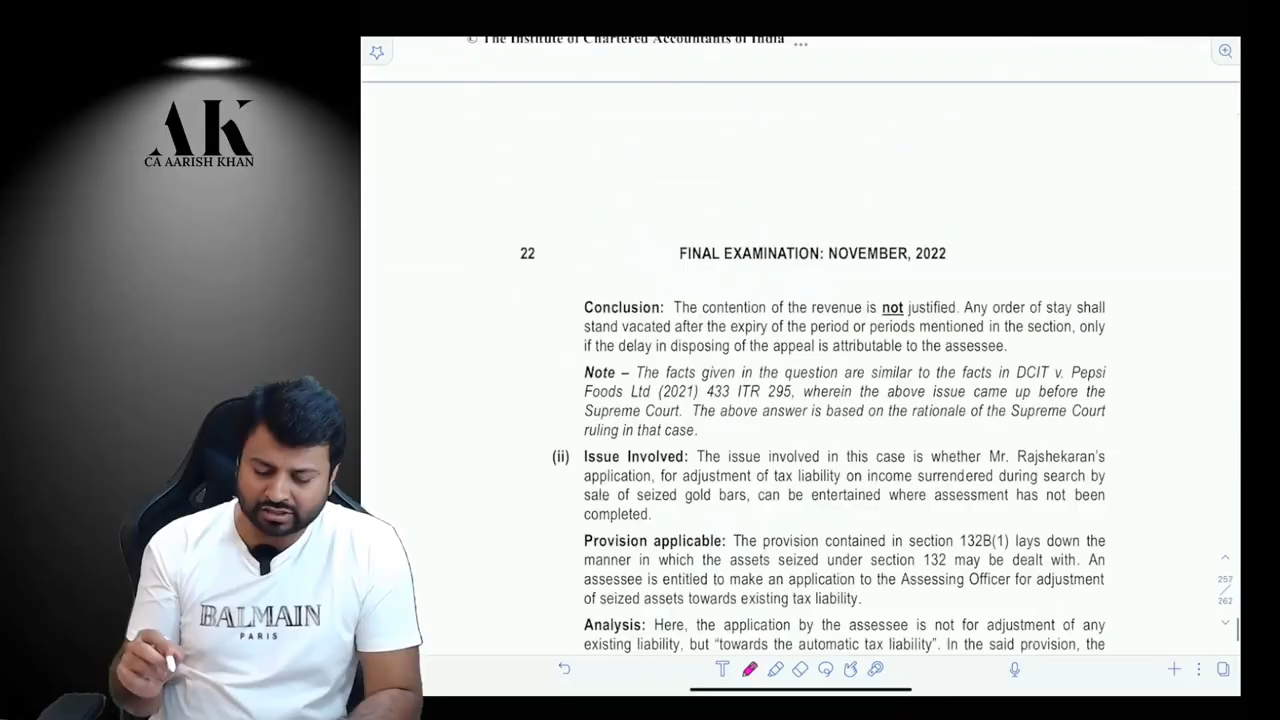 © The Institute of Chartered Accountants of India
AK
CA AARISH KHAN
22
FINAL EXAMINATION: NOVEMBER, 2022
Conclusion: The contention of the revenue is not justified. Any order of stay shall
stand vacated after the expiry of the period or periods mentioned in the section, only
if the delay in disposing of the appeal is attributable to the assessee.
Note – The facts given in the question are similar to the facts in DCIT v. Pepsi
Foods Ltd (2021) 433 ITR 295, wherein the above issue came up before the
Supreme Court. The above answer is based on the rationale of the Supreme Court
ruling in that case.
(ii) Issue Involved: The issue involved in this case is whether Mr. Rajshekaran's
application, for adjustment of tax liability on income surrendered during search by
sale of seized gold bars, can be entertained where assessment has not been
completed.
Provision applicable: The provision contained in section 132B(1) lays down the
manner in which the assets seized under section 132 may be dealt with. An
assessee is entitled to make an application to the Assessing Officer for adjustment
of seized assets towards existing tax liability.
Analysis: Here, the application by the assessee is not for adjustment of any
existing liability, but “towards the automatic tax liability”. In the said provision, the
257
262
BALMAIN
PARIS
T